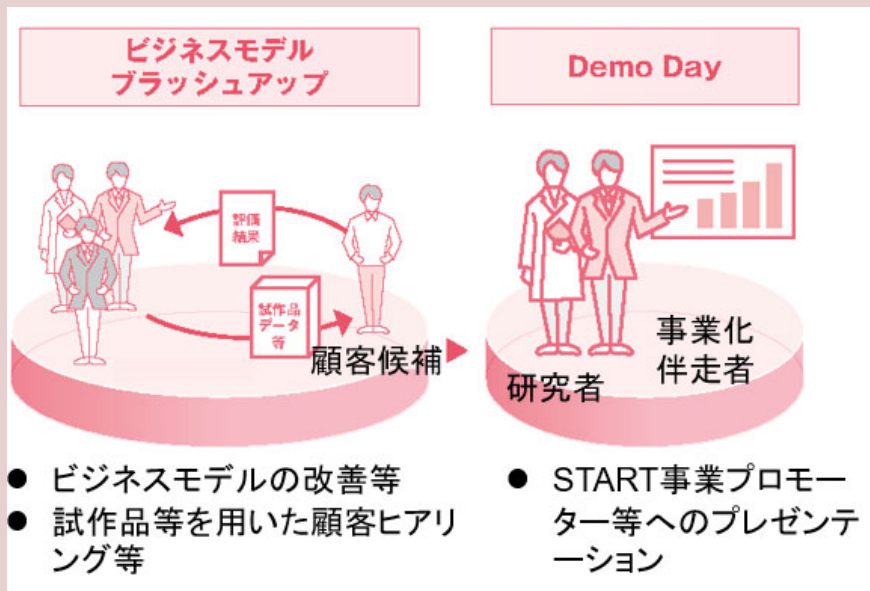 ビジネスモデル
ブラッシュアップ
評価
結果
試作品
データ
等
顧客候補
● ビジネスモデルの改善等
● 試作品等を用いた顧客ヒアリ
ング等
Demo Day
研究者
事業化
伴走者
● START事業プロモー
ター等へのプレゼンテ
ーション